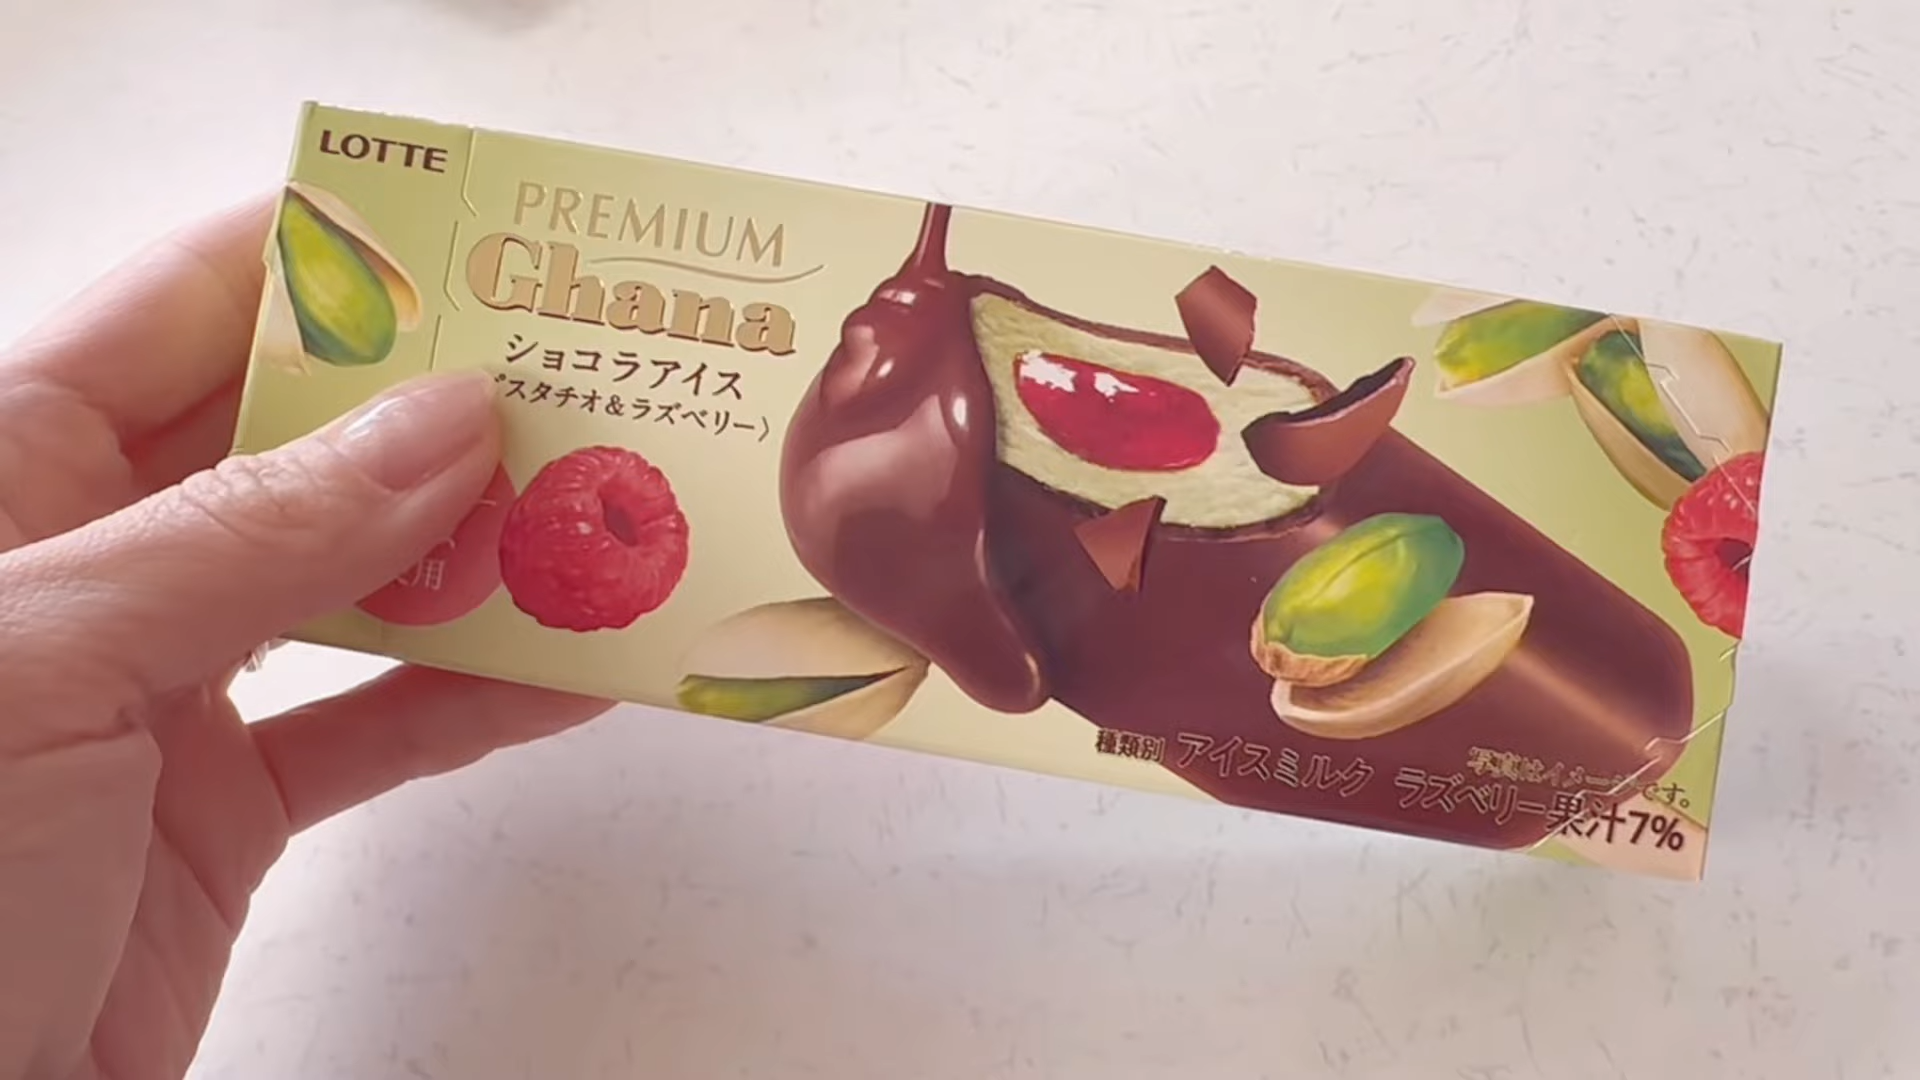 LOTTE
PREMIUM
Ghana
ショコラアイス
スタチオ&ラズベリー〉
用
種類別 アイスミルク ラズベリー果汁7%
写真はイメージです。